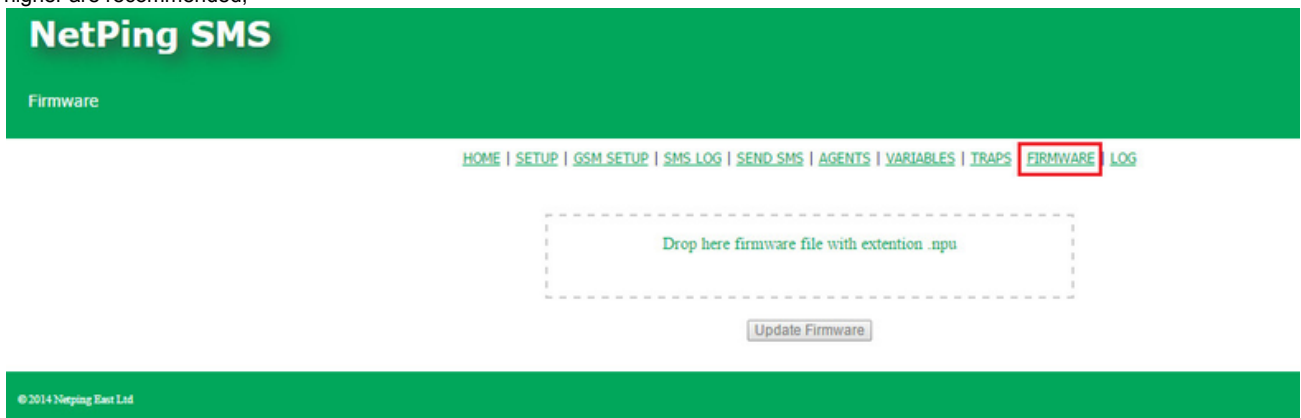 higher are recommended;
NetPing SMS
Firmware
HOME | SETUP | GSM SETUP | SMS LOG | SEND SMS | AGENTS | VARIABLES | TRAPS | FIRMWARE | LOG
Drop here firmware file with extention .npu
Update Firmware
© 2014 Netping East Ltd